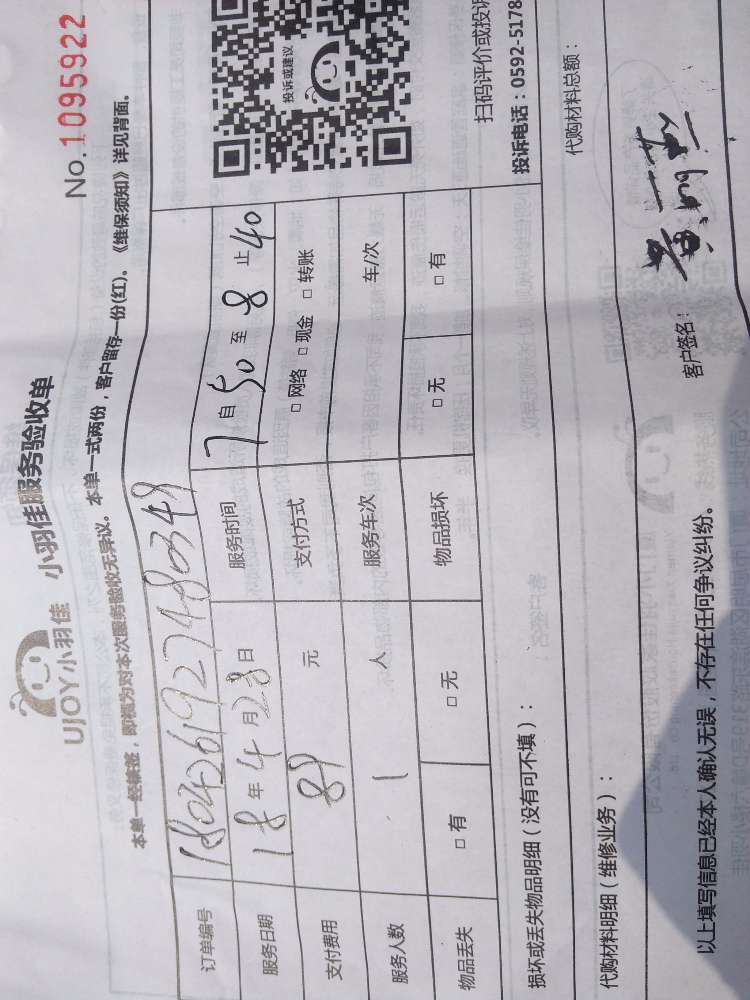 No.1095922
UJOY小羽佳 小羽佳服务验收单
本单一经签签，即视为对本次服务验收无异议。本单一式两份，客户留存一份(红)。《维保须知》详见背面。
订单编号 1804261927480349
服务日期 18年4月28日 服务时间 7自50至8止40
支付费用 89元 支付方式 □网络 □现金 □转账
服务人数 1人 服务车次 车/次
物品丢失 □有 □无 物品损坏 □无 □有
投诉或建议
扫码评价或投诉
投诉电话：0592-5178
损坏或丢失物品明细（没有可不填）：
代购材料明细（维修业务）： 代购材料总额：
以上填写信息已经本人确认无误，不存在任何争议纠纷。 客户签名：